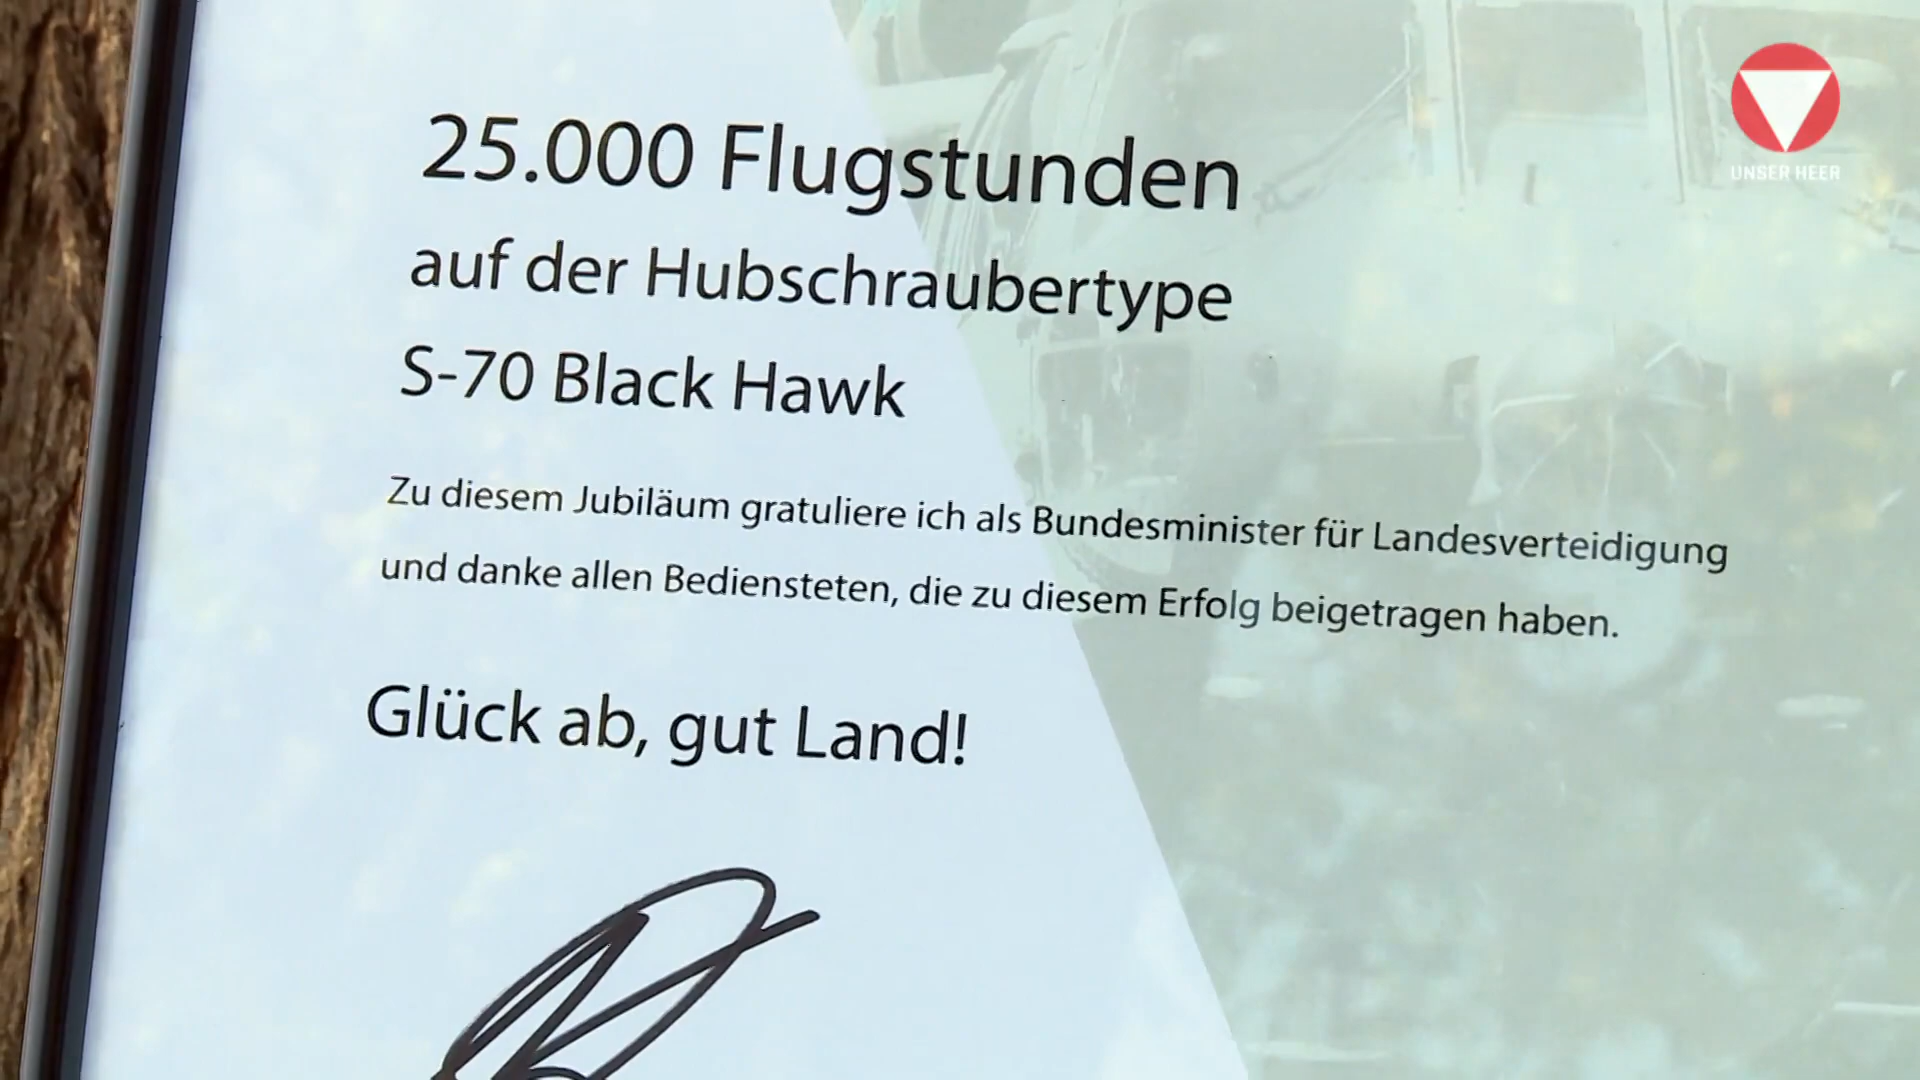 25.000 Flugstunden
auf der Hubschraubertype
S-70 Black Hawk
Zu diesem Jubiläum gratuliere ich als Bundesminister für Landesverteidigung
und danke allen Bediensteten, die zu diesem Erfolg beigetragen haben.
Glück ab, gut Land!
UNSER HEER